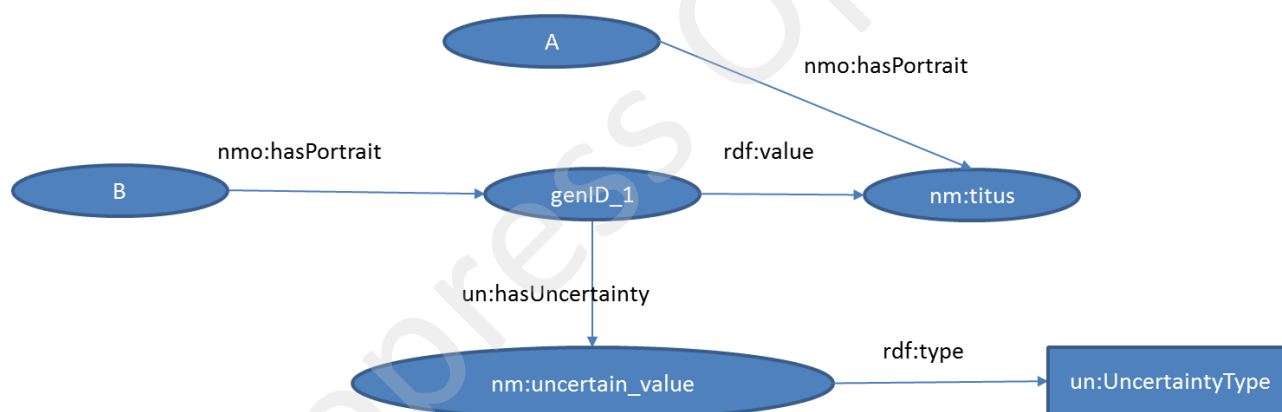 A
nmo:hasPortrait
nmo:hasPortrait
rdf:value
B
genID_1
nm:titus
un:hasUncertainty
rdf:type
nm:uncertain_value
un:UncertaintyType